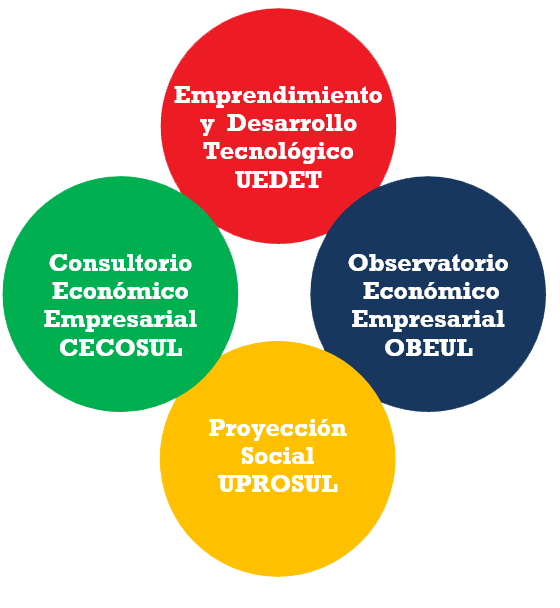 Emprendimiento
y Desarrollo
Tecnológico
UEDET
Consultorio
Económico
Empresarial
CECOSUL
Observatorio
Económico
Empresarial
OBEUL
Proyección
Social
UPROSUL